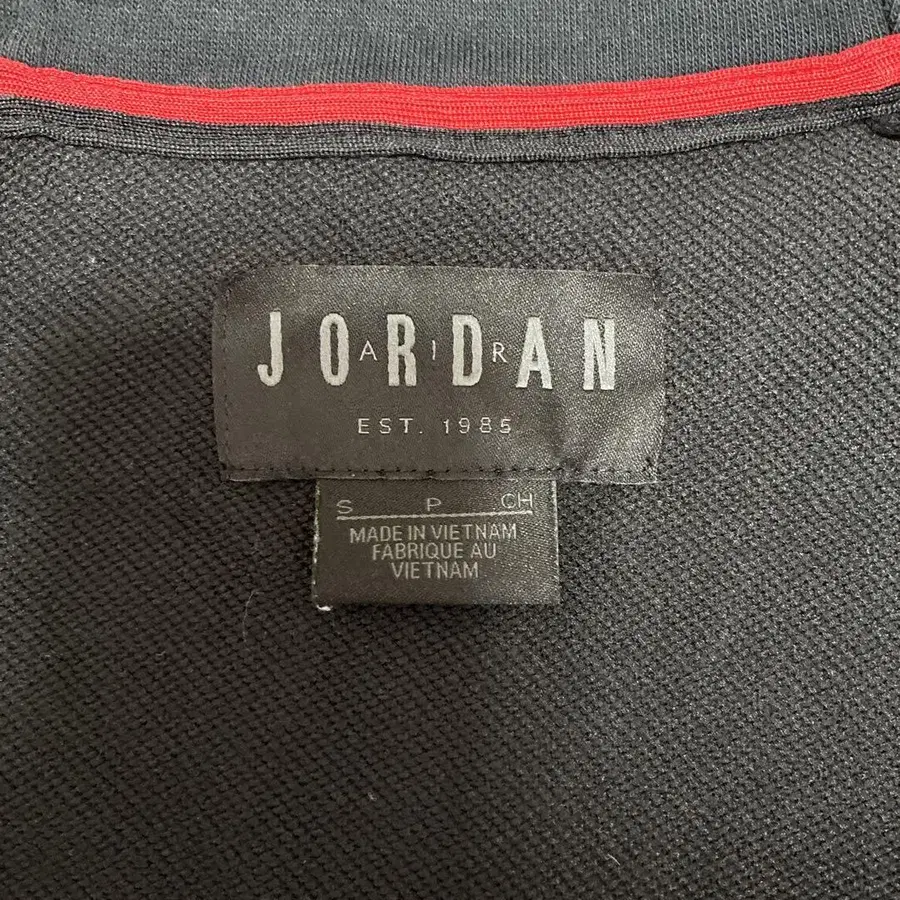 JORDAN
AIR
EST. 1985
S P CH
MADE IN VIETNAM
FABRIQUE AU
VIETNAM